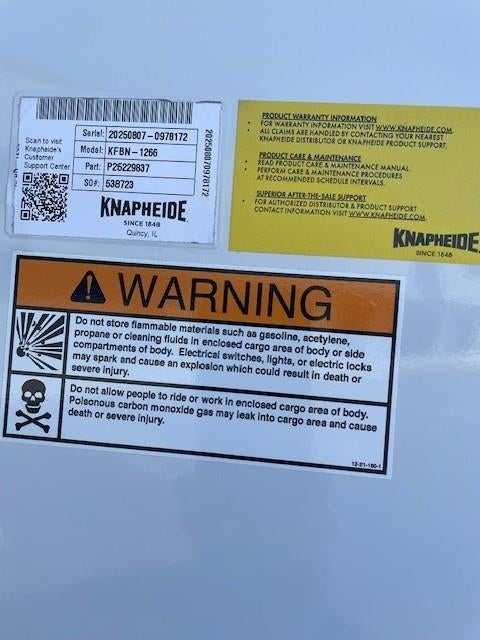 Scan to visit
Knapheide's
Customer
Support Center
Serial: 20250807-0978172
Model: KFBN-1266
Part: P25229837
SO#: 538723
202508070978172
KNAPHEIDE
SINCE 1848
Quincy, IL
PRODUCT WARRANTY INFORMATION
• FOR WARRANTY INFORMATION VISIT WWW.KNAPHEIDE.COM.
• ALL CLAIMS ARE HANDLED BY CONTACTING YOUR NEAREST
KNAPHEIDE DISTRIBUTOR OR KNAPHEIDE PRODUCT SUPPORT.
PRODUCT CARE & MAINTENANCE
• READ PRODUCT CARE & MAINTENANCE MANUAL.
• PERFORM CARE & MAINTENANCE PROCEDURES
AT RECOMMENDED SCHEDULE INTERVALS.
SUPERIOR AFTER-THE-SALE SUPPORT
• FOR AUTHORIZED DISTRIBUTOR & PRODUCT SUPPORT
CONTACT INFORMATION VISIT WWW.KNAPHEIDE.COM.
KNAPHEIDE
SINCE 1848
WARNING
Do not store flammable materials such as gasoline, acetylene,
propane or cleaning fluids in enclosed cargo area of body or side
compartments of body. Electrical switches, lights, or electric locks
may spark and cause an explosion which could result in death or
severe injury.
Do not allow people to ride or work in enclosed cargo area of body.
Poisonous carbon monoxide gas may leak into cargo area and cause
death or severe injury.
12-21-180-1